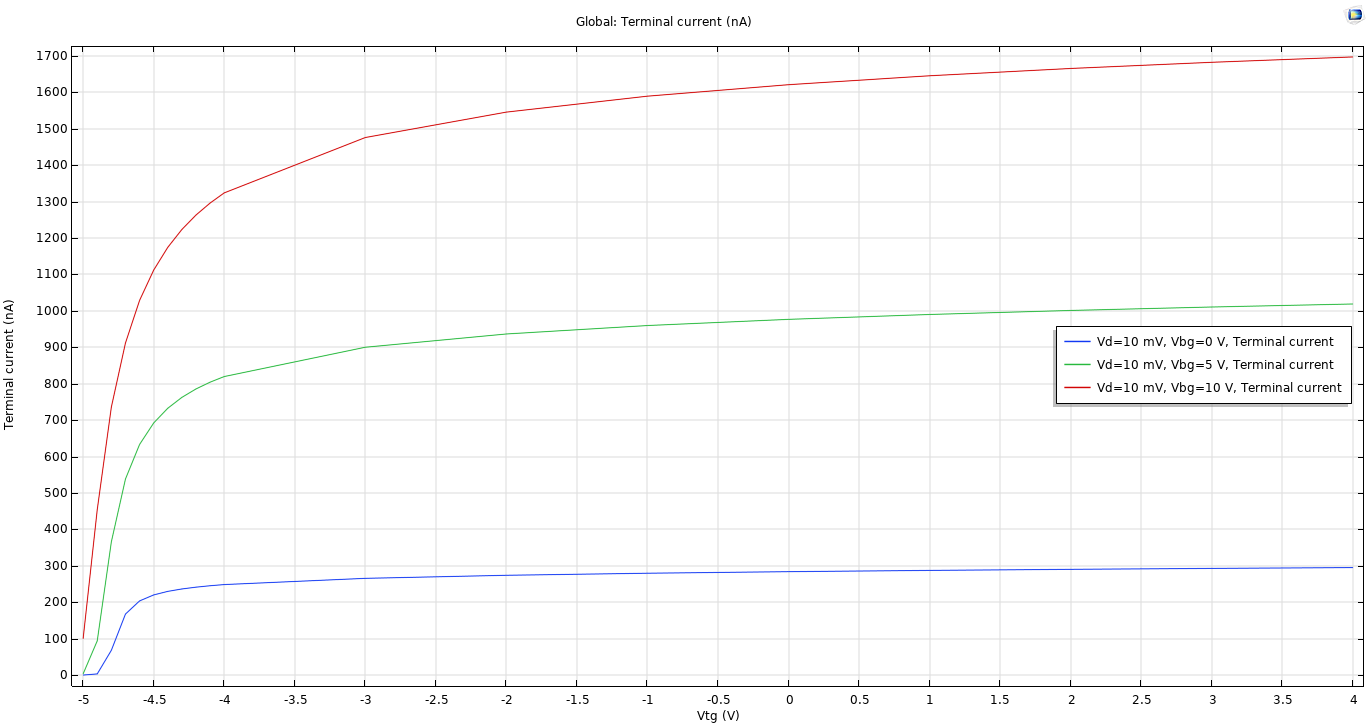 Global: Terminal current (nA)
1700
1600
1500
1400
1300
1200
1100
1000
900
800
700
600
500
400
300
200
100
0
Terminal current (nA)
Vd=10 mV, Vbg=0 V, Terminal current
Vd=10 mV, Vbg=5 V, Terminal current
Vd=10 mV, Vbg=10 V, Terminal current
-5 -4.5 -4 -3.5 -3 -2.5 -2 -1.5 -1 -0.5 0 0.5 1 1.5 2 2.5 3 3.5 4
Vtg (V)